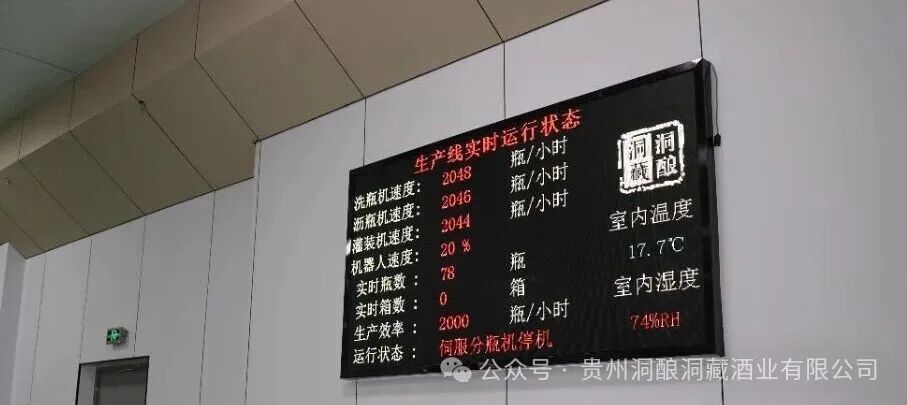 生产线实时运行状态
洗瓶机速度: 2048 瓶/小时
沥瓶机速度: 2046 瓶/小时
灌装机速度: 2044 瓶/小时
机器人速度: 20 %
实时瓶数: 78 瓶
实时箱数: 0 箱
生产效率: 2000 瓶/小时
运行状态: 伺服分瓶机停机
洞酿
洞藏
室内温度
17.7℃
室内湿度
74%RH
公众号 · 贵州洞酿洞藏酒业有限公司